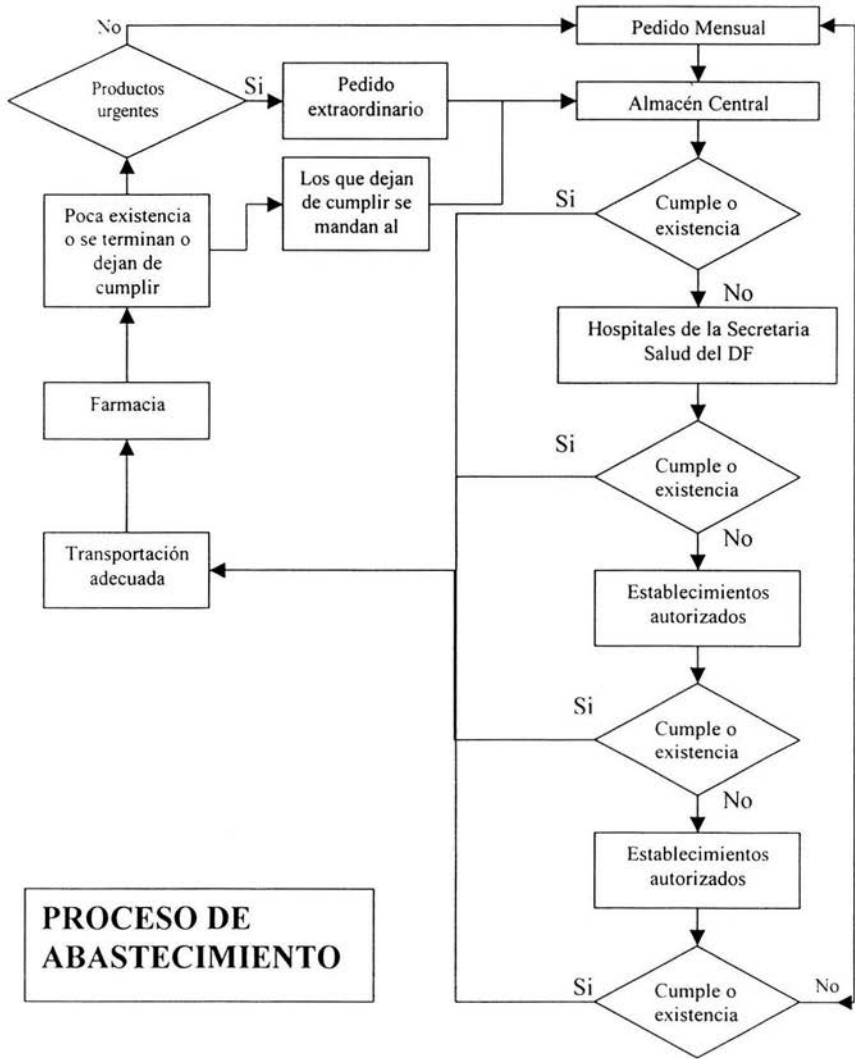 No
Pedido Mensual
Productos
urgentes
Si
Pedido
extraordinario
Almacén Central
Los que dejan
de cumplir se
mandan al
Poca existencia
o se terminan o
dejan de
cumplir
Si
Cumple o
existencia
No
Hospitales de la Secretaria
Salud del DF
Farmacia
Si
Cumple o
existencia
No
Transportación
adecuada
Establecimientos
autorizados
Si
Cumple o
existencia
No
Establecimientos
autorizados
PROCESO DE
ABASTECIMIENTO
Si
Cumple o
existencia
No